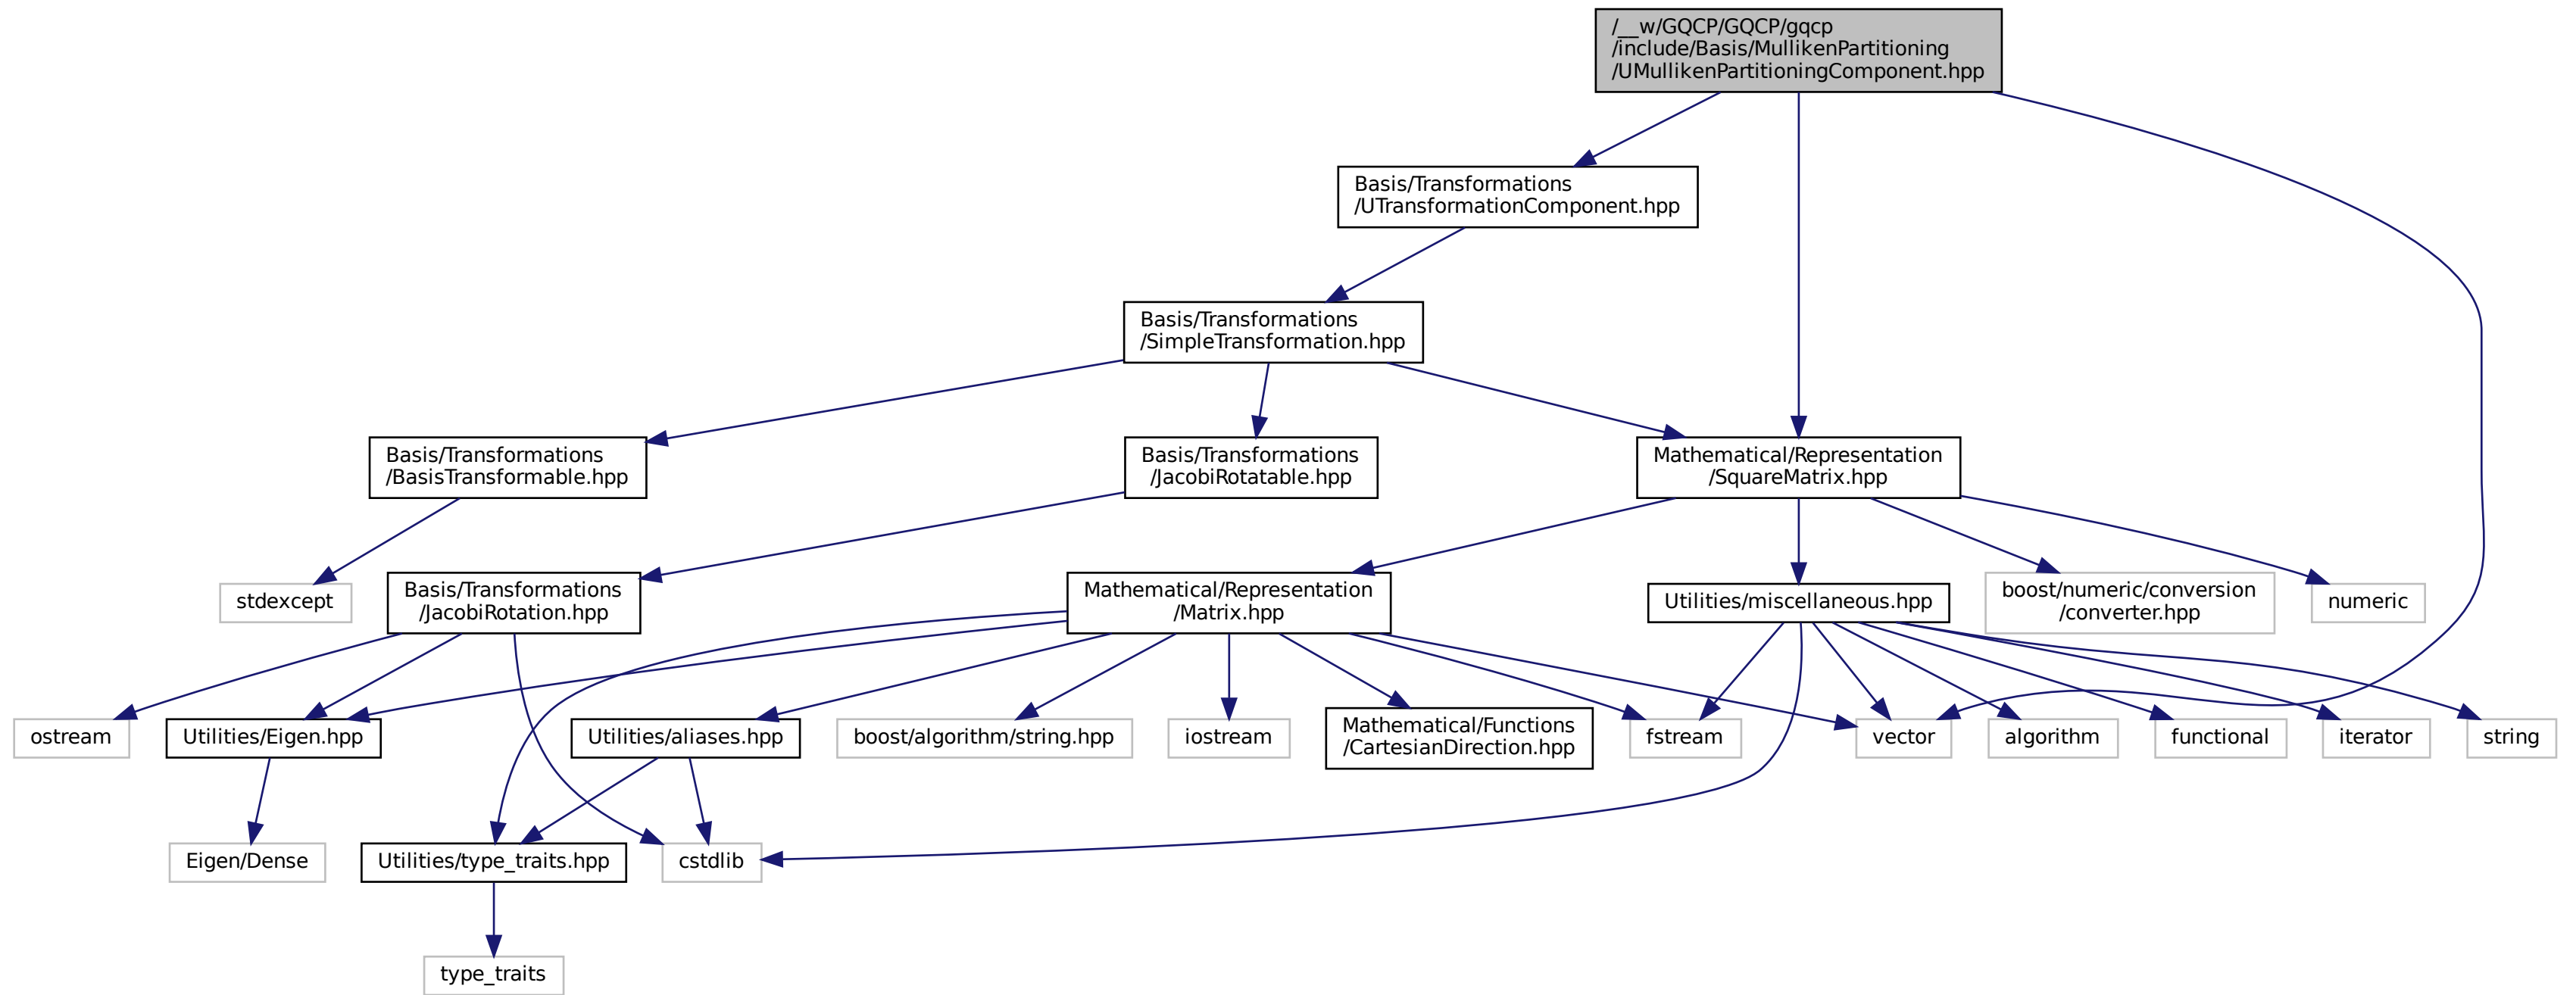 /__w/GQCP/GQCP/gqcp
/include/Basis/MullikenPartitioning
/UMullikenPartitioningComponent.hpp
Basis/Transformations
/UTransformationComponent.hpp
Basis/Transformations
/SimpleTransformation.hpp
Basis/Transformations
/BasisTransformable.hpp
Basis/Transformations
/JacobiRotatable.hpp
Mathematical/Representation
/SquareMatrix.hpp
stdexcept
Basis/Transformations
/JacobiRotation.hpp
Mathematical/Representation
/Matrix.hpp
Utilities/miscellaneous.hpp
boost/numeric/conversion
/converter.hpp
numeric
ostream
Utilities/Eigen.hpp
Utilities/aliases.hpp
boost/algorithm/string.hpp
iostream
Mathematical/Functions
/CartesianDirection.hpp
fstream
vector
algorithm
functional
iterator
string
Eigen/Dense
Utilities/type_traits.hpp
cstdlib
type_traits